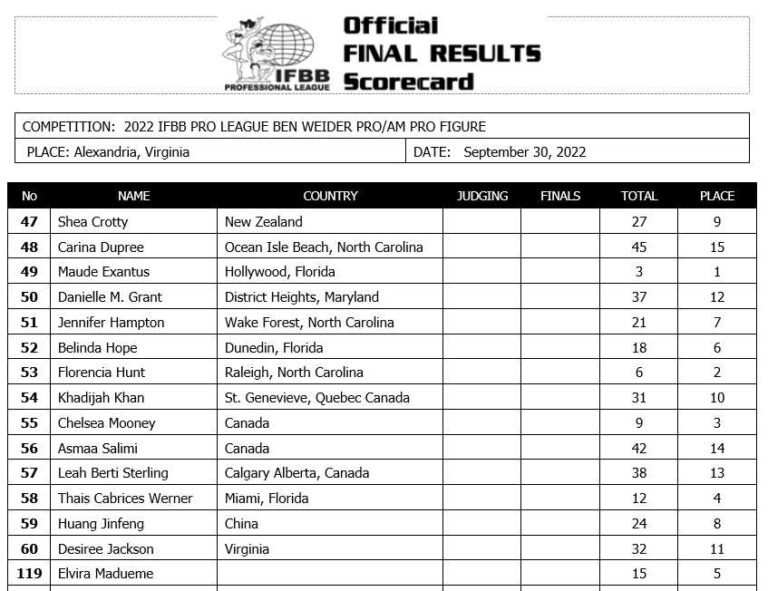 Official
FINAL RESULTS
Scorecard
IFBB
PROFESSIONAL LEAGUE
COMPETITION: 2022 IFBB PRO LEAGUE BEN WEIDER PRO/AM PRO FIGURE
PLACE: Alexandria, Virginia DATE: September 30, 2022
No NAME COUNTRY JUDGING FINALS TOTAL PLACE
47 Shea Crotty New Zealand 27 9
48 Carina Dupree Ocean Isle Beach, North Carolina 45 15
49 Maude Exantus Hollywood, Florida 3 1
50 Danielle M. Grant District Heights, Maryland 37 12
51 Jennifer Hampton Wake Forest, North Carolina 21 7
52 Belinda Hope Dunedin, Florida 18 6
53 Florencia Hunt Raleigh, North Carolina 6 2
54 Khadijah Khan St. Genevieve, Quebec Canada 31 10
55 Chelsea Mooney Canada 9 3
56 Asmaa Salimi Canada 42 14
57 Leah Berti Sterling Calgary Alberta, Canada 38 13
58 Thais Cabrices Werner Miami, Florida 12 4
59 Huang Jinfeng China 24 8
60 Desiree Jackson Virginia 32 11
119 Elvira Madueme 15 5